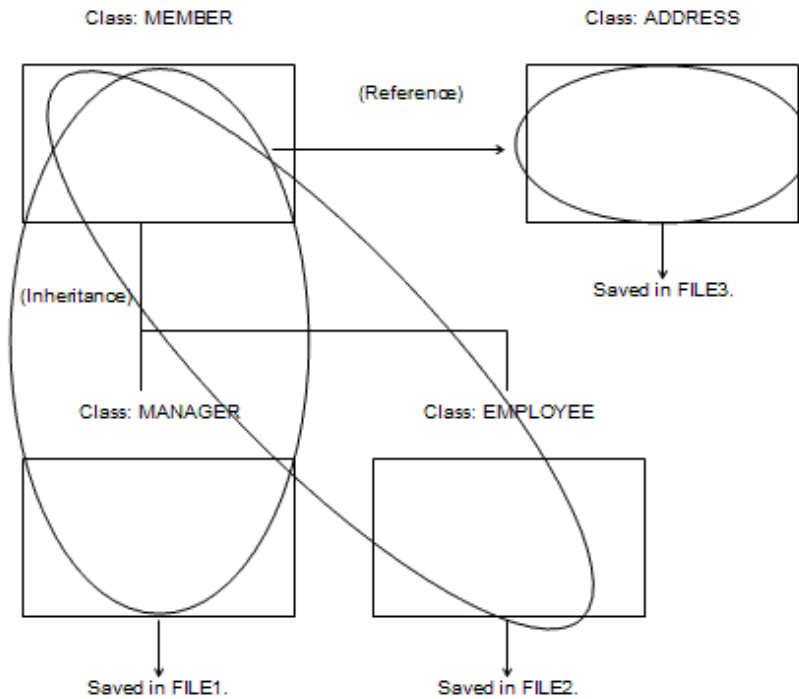 Class: MEMBER
Class: ADDRESS
(Reference)
Saved in FILE3.
(Inheritance)
Class: MANAGER
Class: EMPLOYEE
Saved in FILE1.
Saved in FILE2.